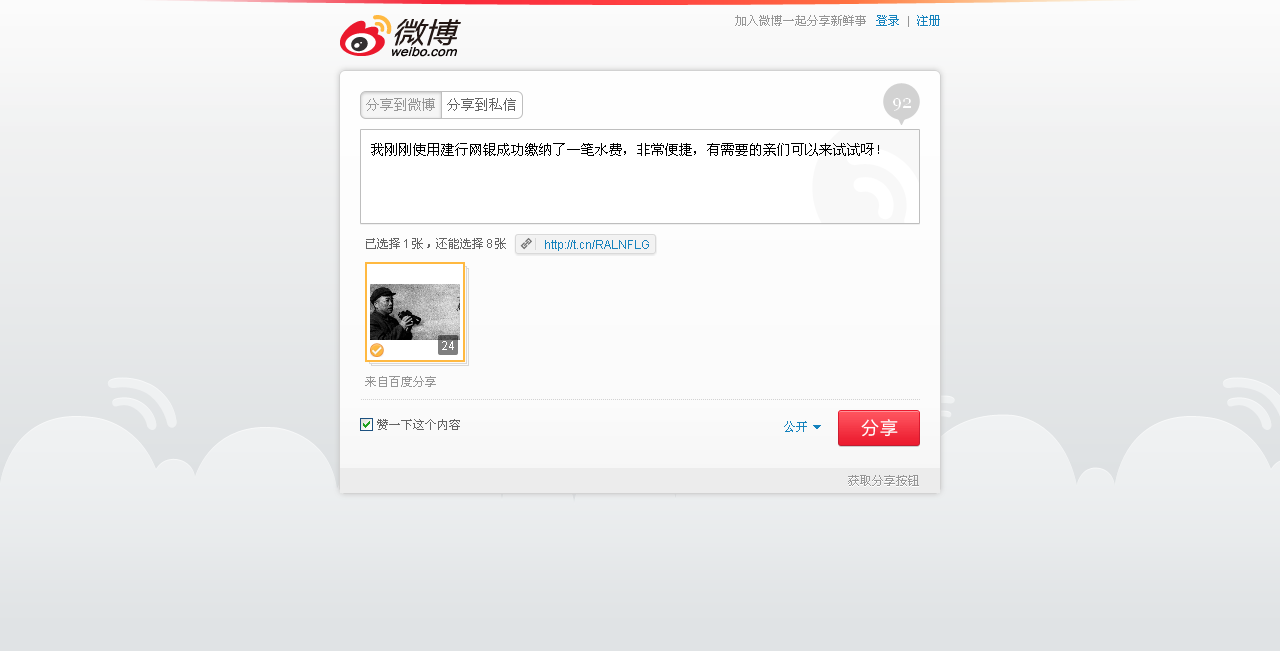 微博
weibo.com
加入微博一起分享新鲜事 登录 | 注册
分享到微博 分享到私信
92
我刚刚使用建行网银成功缴纳了一笔水费，非常便捷，有需要的亲们可以来试试呀！
已选择 1 张，还能选择 8 张 http://t.cn/RALNFLG
24
来自百度分享
赞一下这个内容
公开
分享
获取分享按钮